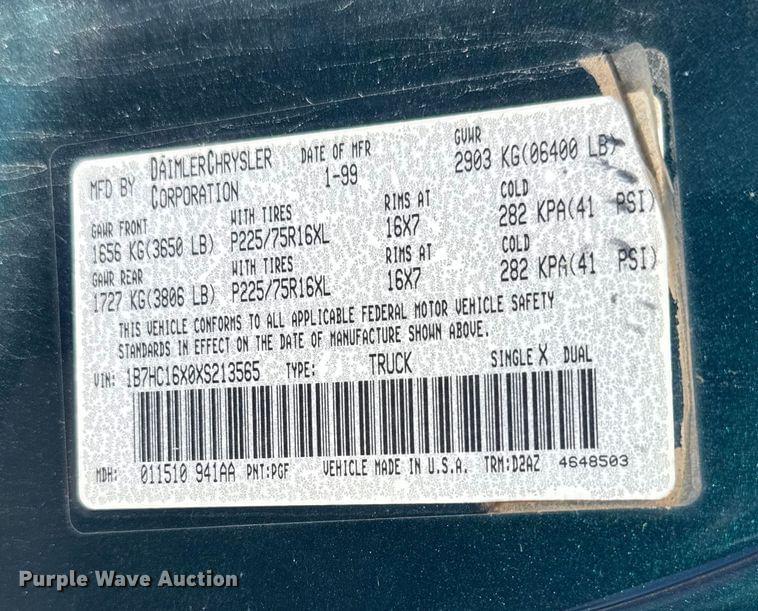 MFD BY DAIMLERCHRYSLER CORPORATION DATE OF MFR 1-99 GVWR 2903 KG(06400 LB)
GAWR FRONT WITH TIRES RIMS AT COLD
1656 KG(3650 LB) P225/75R16XL 16X7 282 KPA(41 PSI)
GAWR REAR WITH TIRES RIMS AT COLD
1727 KG(3806 LB) P225/75R16XL 16X7 282 KPA(41 PSI)
THIS VEHICLE CONFORMS TO ALL APPLICABLE FEDERAL MOTOR VEHICLE SAFETY
STANDARDS IN EFFECT ON THE DATE OF MANUFACTURE SHOWN ABOVE.
VIN: 1B7HC16X0XS213565 TYPE: TRUCK SINGLE X DUAL
MDH: 011510 941AA PNT:PGF VEHICLE MADE IN U.S.A. TRM:D2AZ 4648503
Purple Wave Auction